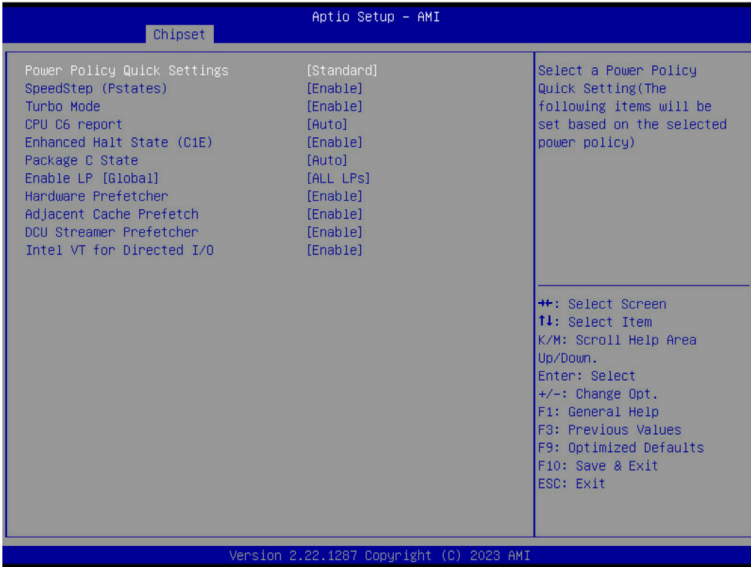 Aptio Setup – AMI
Chipset
Power Policy Quick Settings [Standard]
SpeedStep (Pstates) [Enable]
Turbo Mode [Enable]
CPU C6 report [Auto]
Enhanced Halt State (C1E) [Enable]
Package C State [Auto]
Enable LP [Global] [ALL LPs]
Hardware Prefetcher [Enable]
Adjacent Cache Prefetch [Enable]
DCU Streamer Prefetcher [Enable]
Intel VT for Directed I/O [Enable]
Select a Power Policy
Quick Setting(The
following items will be
set based on the selected
power policy)
→←: Select Screen
↑↓: Select Item
K/M: Scroll Help Area
Up/Down.
Enter: Select
+/-: Change Opt.
F1: General Help
F3: Previous Values
F9: Optimized Defaults
F10: Save & Exit
ESC: Exit
Version 2.22.1287 Copyright (C) 2023 AMI